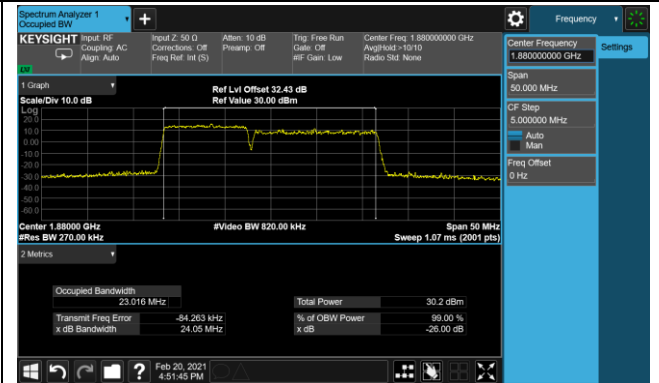 Spectrum Analyzer 1
Occupied BW
+
Frequency
KEYSIGHT
Input: RF
Coupling: AC
Align: Auto
Input Z: 50 Ω
Corrections: Off
Freq Ref: Int (S)
Atten: 10 dB
Preamp: Off
Trig: Free Run
Gate: Off
#IF Gain: Low
Center Freq: 1.880000000 GHz
Avg|Hold:>10/10
Radio Std: None
LV
Center Frequency
1.880000000 GHz
Settings
Span
50.000 MHz
CF Step
5.000000 MHz
Auto
Man
Freq Offset
0 Hz
1 Graph
Scale/Div 10.0 dB
Ref Lvl Offset 32.43 dB
Ref Value 30.00 dBm
Log
20.0
10.0
0.00
-10.0
-20.0
-30.0
-40.0
-50.0
-60.0
Center 1.88000 GHz
#Res BW 270.00 kHz
#Video BW 820.00 kHz
Span 50 MHz
Sweep 1.07 ms (2001 pts)
2 Metrics
Occupied Bandwidth
23.016 MHz
Total Power 30.2 dBm
Transmit Freq Error -84.263 kHz
% of OBW Power 99.00 %
x dB Bandwidth 24.05 MHz
x dB -26.00 dB
?
Feb 20, 2021
4:51:45 PM